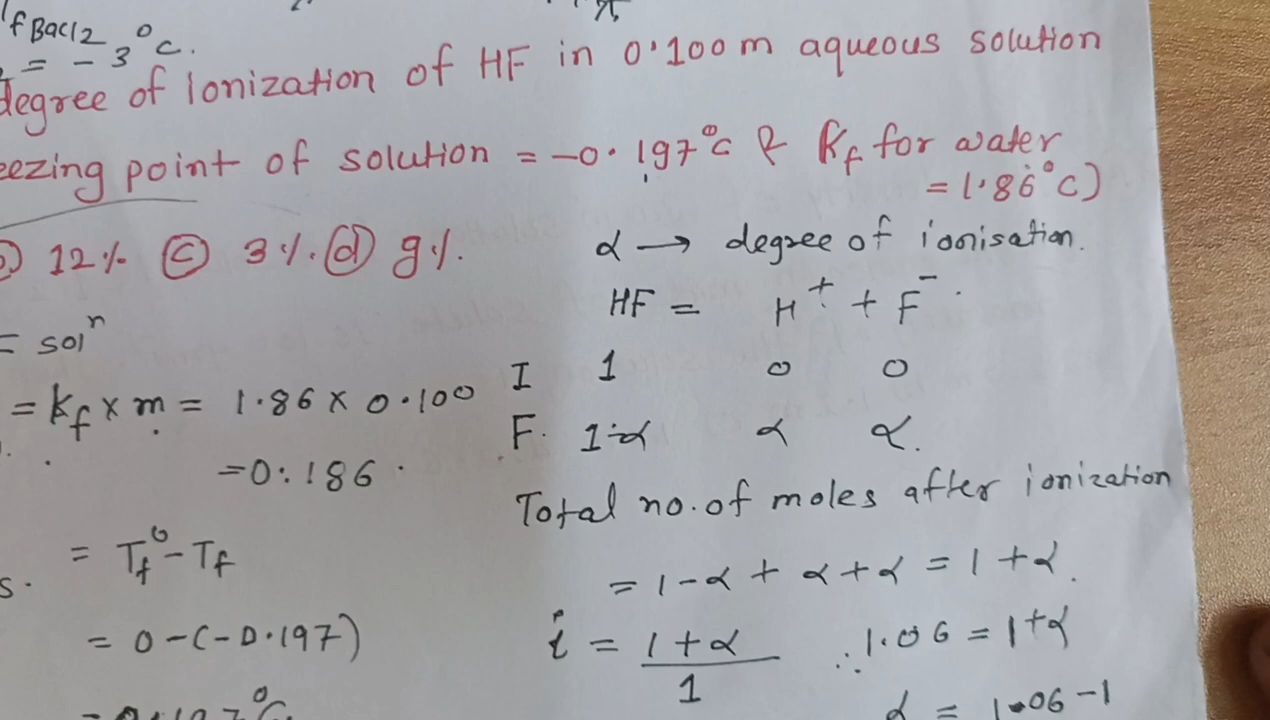 f BaCl2
= - 3°c.
degree of ionization of HF in 0.100 m aqueous solution
eezing point of solution = -0.197°c & Kf for water
= 1.86°c)
) 12% (c) 3%. (d) 9%.
α → degree of ionisation.
HF = H+ + F-.
I 1 0 0
F. 1-α α α.
Total no. of moles after ionization
= 1-α + α+α = 1+α.
i = 1+α / 1
∴ 1.06 = 1+α
α = 1.06 -1
= solⁿ
= Kf × m = 1.86 × 0.100
= 0.186.
= Tf° - Tf
s.
= 0-(-0.197)
= 0.197°C